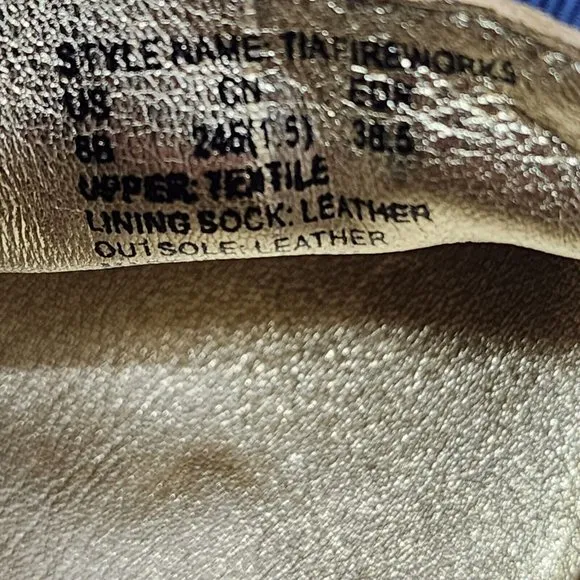 STYLE NAME: TIAFIREWORKS
US CN EUR
8B 245(1.5) 38.5
UPPER: TEXTILE
LINING SOCK: LEATHER
OUTSOLE: LEATHER